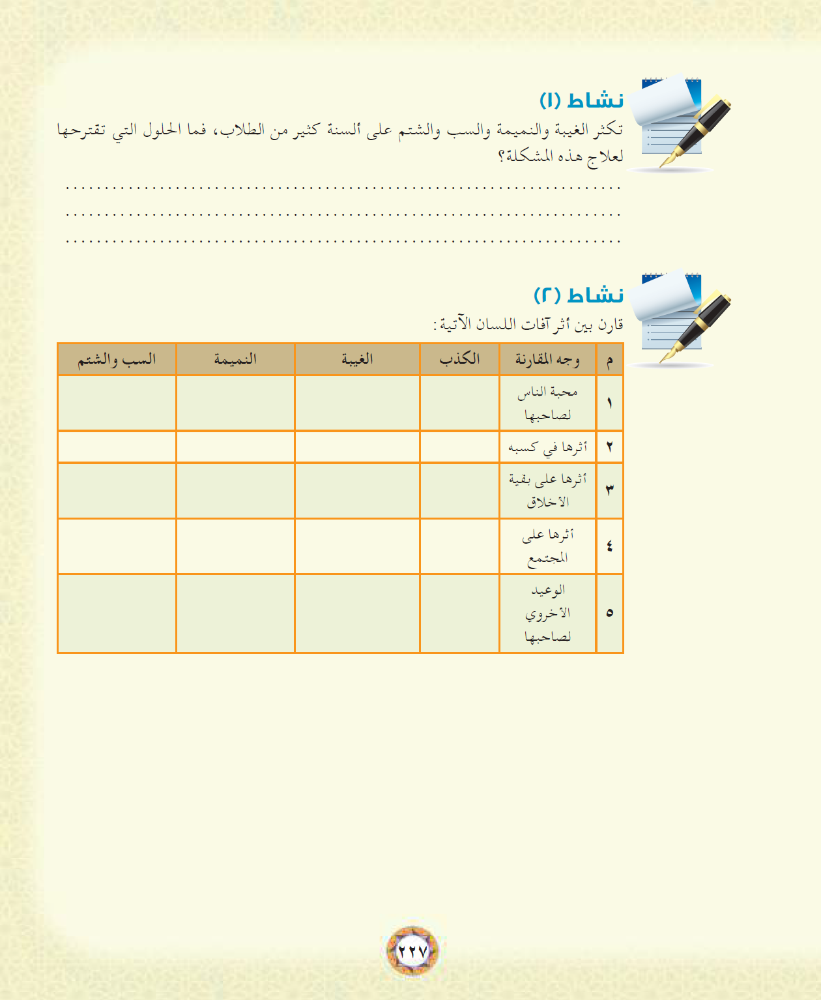 نشاط (١)
تكثر الغيبة والنميمة والسب والشتم على ألسنة كثير من الطلاب، فما الحلول التي تقترحها
لعلاج هذه المشكلة؟
نشاط (٢)
قارن بين أثر آفات اللسان الآتية:
م وجه المقارنة الكذب الغيبة النميمة السب والشتم
١ محبة الناس
لصاحبها
٢ أثرها في كسبه
٣ أثرها على بقية
الأخلاق
٤ أثرها على
المجتمع
٥ الوعيد
الأخروي
لصاحبها
٢٢٧